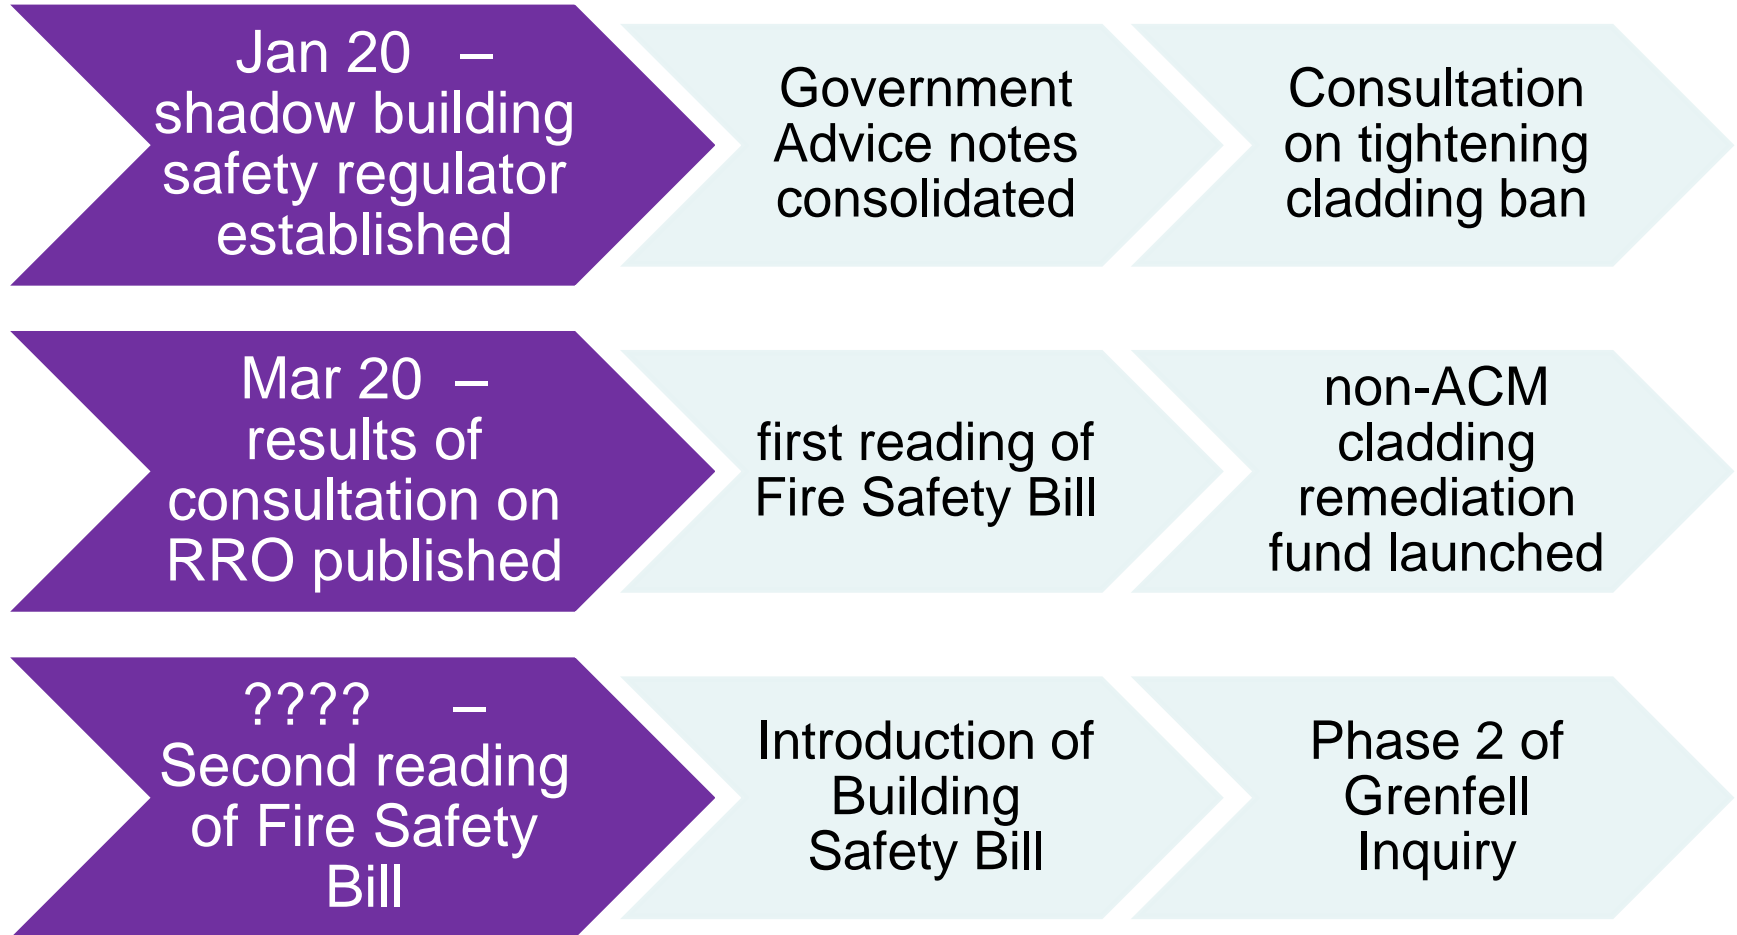 Jan 20 –
shadow building
safety regulator
established
Government
Advice notes
consolidated
Consultation
on tightening
cladding ban
Mar 20 –
results of
consultation on
RRO published
first reading of
Fire Safety Bill
non-ACM
cladding
remediation
fund launched
???? –
Second reading
of Fire Safety
Bill
Introduction of
Building
Safety Bill
Phase 2 of
Grenfell
Inquiry